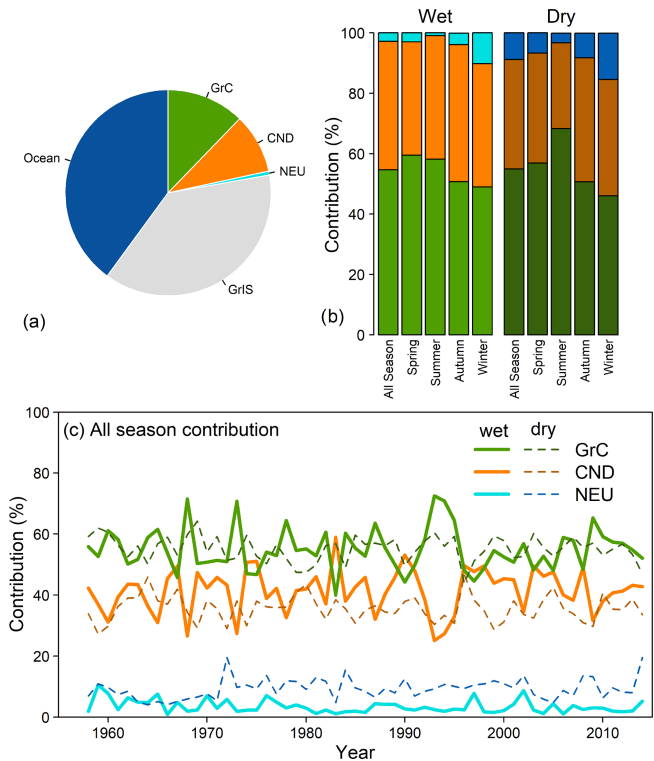 GrC
CND
NEU
Ocean
GrIS
(a)
Wet Dry
Contribution (%)
100
80
60
40
20
0
(b)
All Season
Spring
Summer
Autumn
Winter
All Season
Spring
Summer
Autumn
Winter
(c) All season contribution
wet dry
GrC
CND
NEU
Contribution (%)
100
80
60
40
20
0
1960 1970 1980 1990 2000 2010
Year